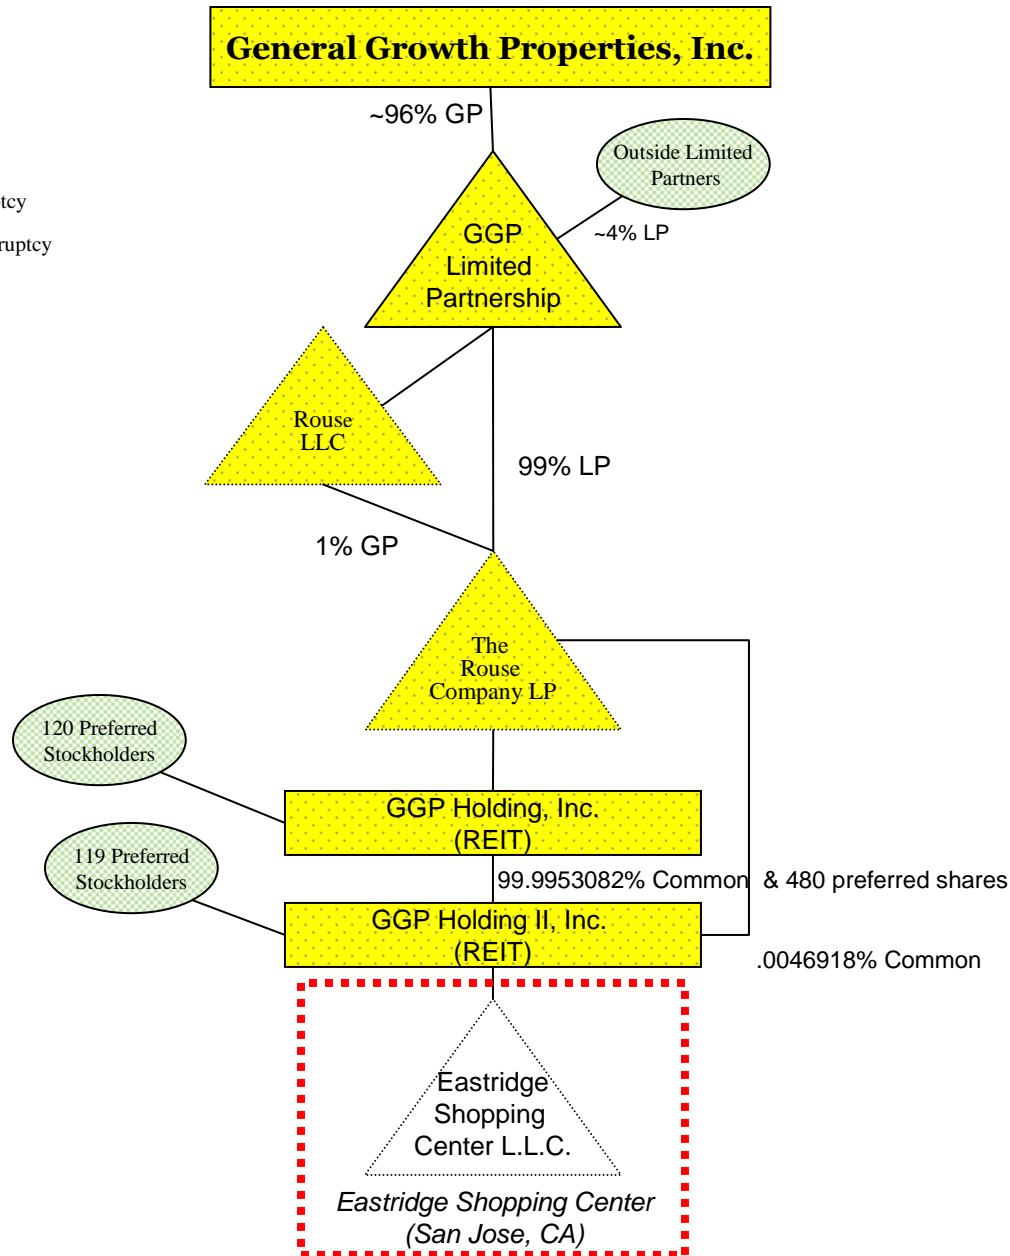 General Growth Properties, Inc.
~96% GP
Outside Limited
Partners
~4% LP
GGP
Limited
Partnership
Rouse
LLC
99% LP
1% GP
The
Rouse
Company LP
120 Preferred
Stockholders
GGP Holding, Inc.
(REIT)
119 Preferred
Stockholders
99.9953082% Common & 480 preferred shares
GGP Holding II, Inc.
(REIT)
.0046918% Common
Eastridge
Shopping
Center L.L.C.
Eastridge Shopping Center
(San Jose, CA)